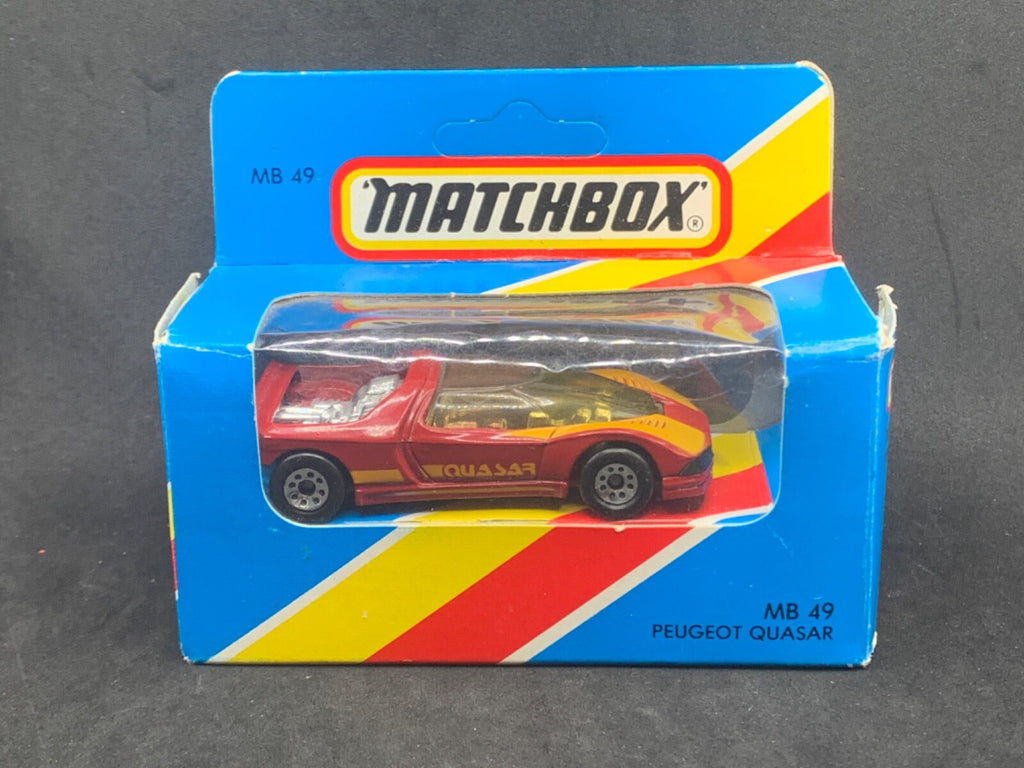 MB 49
'MATCHBOX'®
QUASAR
MB 49
PEUGEOT QUASAR